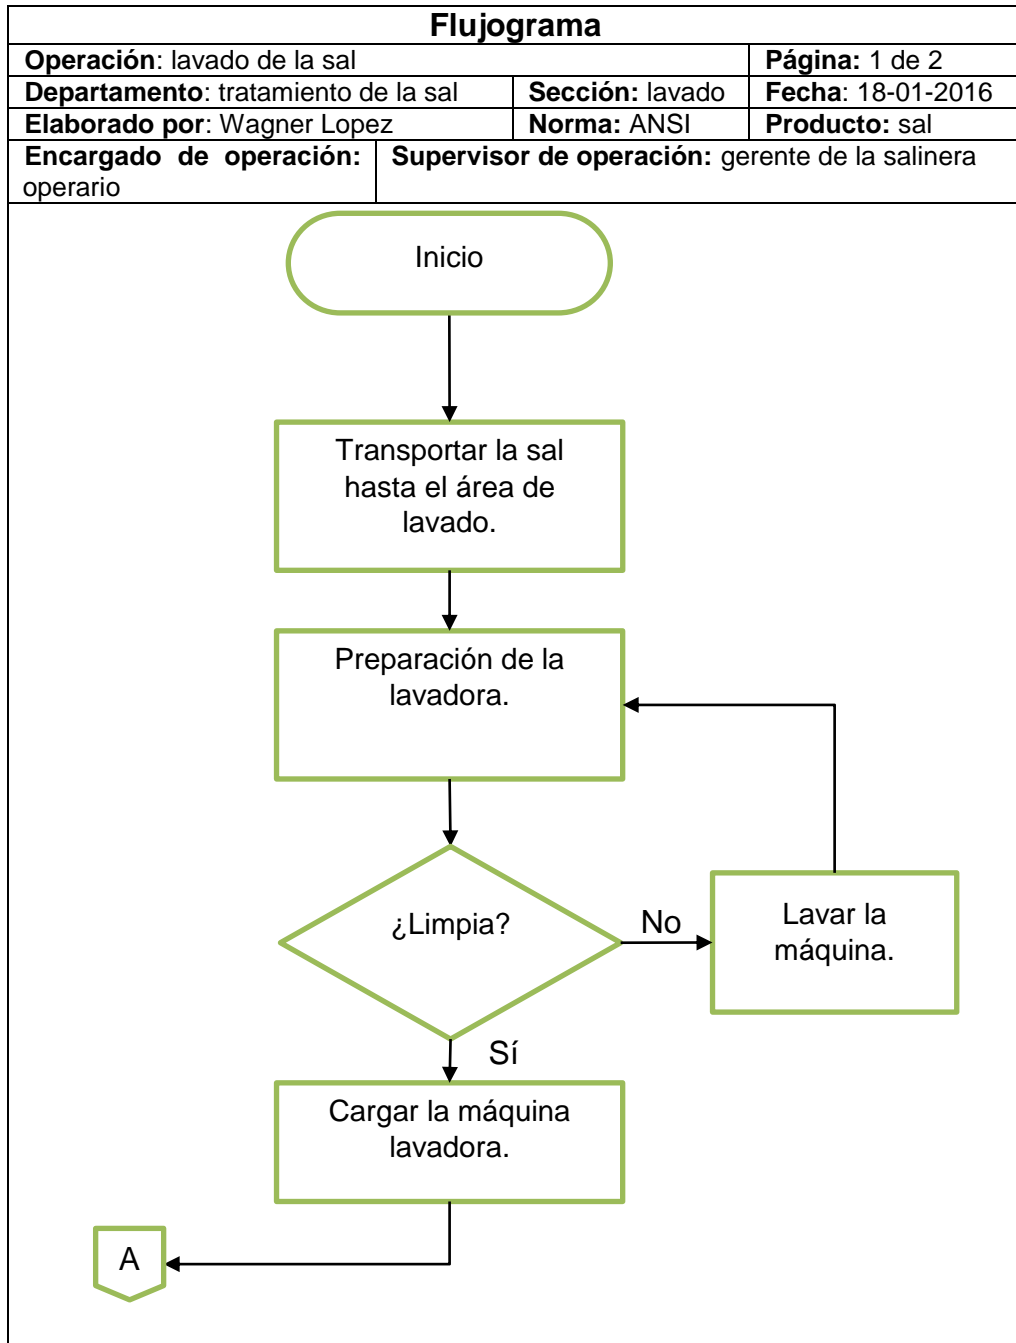 Flujograma
Operación: lavado de la sal
Página: 1 de 2
Departamento: tratamiento de la sal
Sección: lavado
Fecha: 18-01-2016
Elaborado por: Wagner Lopez
Norma: ANSI
Producto: sal
Encargado de operación:
operario
Supervisor de operación: gerente de la salinera
Inicio
Transportar la sal
hasta el área de
lavado.
Preparación de la
lavadora.
¿Limpia?
No
Lavar la
máquina.
Sí
Cargar la máquina
lavadora.
A